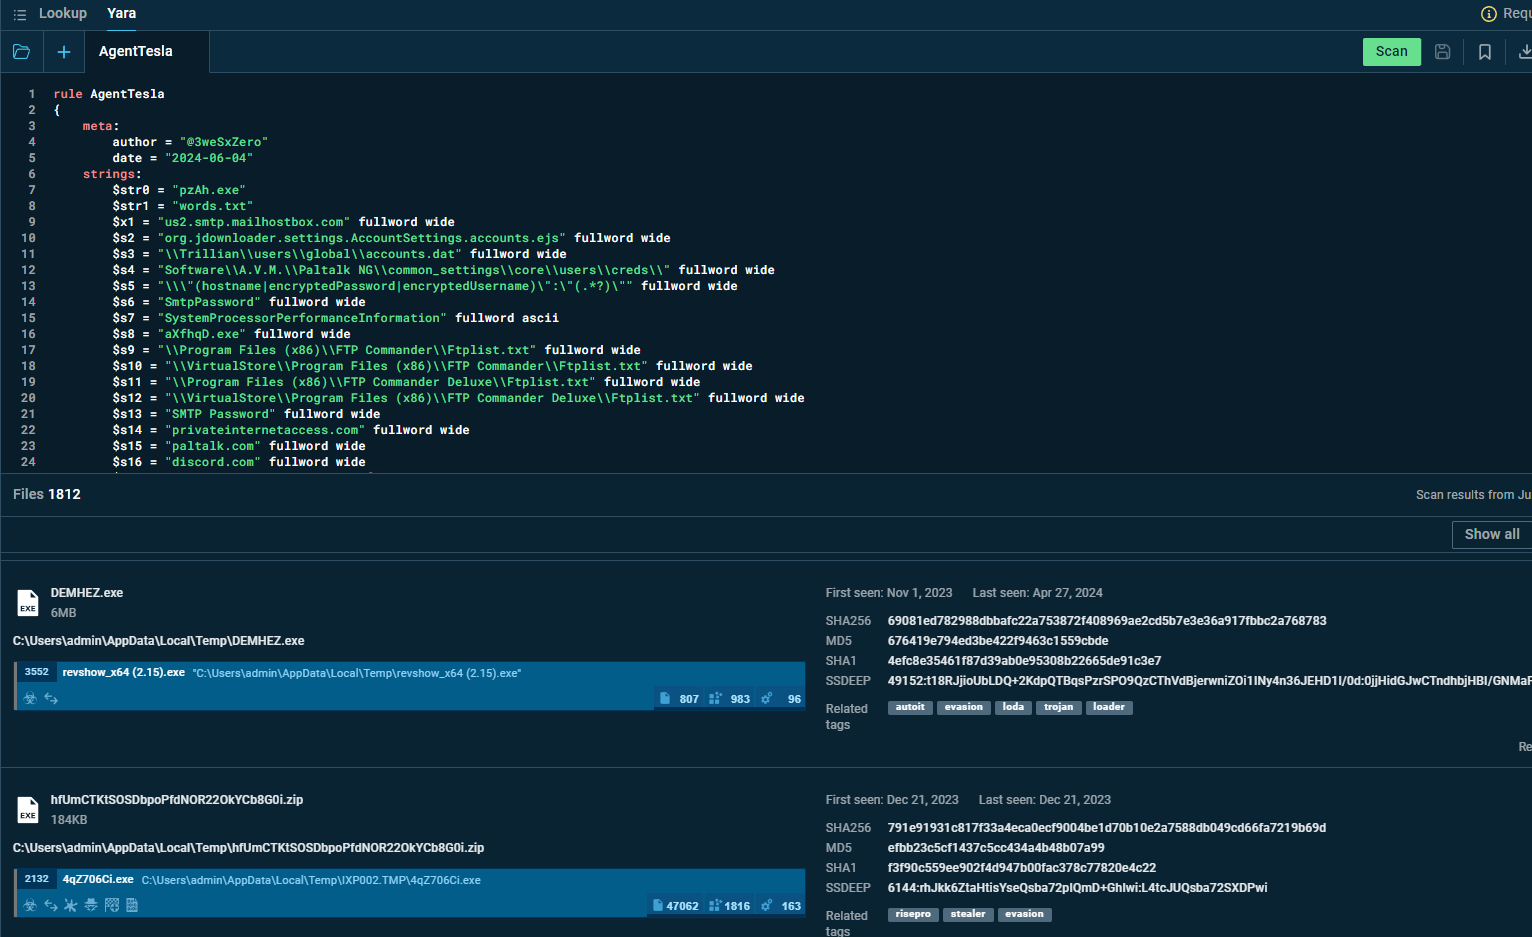 Lookup Yara
AgentTesla
Scan
1 rule AgentTesla
2 {
3 meta:
4 author = "@3weSxZero"
5 date = "2024-06-04"
6 strings:
7 $str0 = "pzAh.exe"
8 $str1 = "words.txt"
9 $x1 = "us2.smtp.mailhostbox.com" fullword wide
10 $s2 = "org.jdownloader.settings.AccountSettings.accounts.ejs" fullword wide
11 $s3 = "\\Trillian\\users\\global\\accounts.dat" fullword wide
12 $s4 = "Software\\A.V.M.\\Paltalk NG\\common_settings\\core\\users\\creds\\" fullword wide
13 $s5 = "\\\"(hostname|encryptedPassword|encryptedUsername)\":\"(.*?)\"" fullword wide
14 $s6 = "SmtpPassword" fullword wide
15 $s7 = "SystemProcessorPerformanceInformation" fullword ascii
16 $s8 = "aXfhqD.exe" fullword wide
17 $s9 = "\\Program Files (x86)\\FTP Commander\\Ftplist.txt" fullword wide
18 $s10 = "\\VirtualStore\\Program Files (x86)\\FTP Commander\\Ftplist.txt" fullword wide
19 $s11 = "\\Program Files (x86)\\FTP Commander Deluxe\\Ftplist.txt" fullword wide
20 $s12 = "\\VirtualStore\\Program Files (x86)\\FTP Commander Deluxe\\Ftplist.txt" fullword wide
21 $s13 = "SMTP Password" fullword wide
22 $s14 = "privateinternetaccess.com" fullword wide
23 $s15 = "paltalk.com" fullword wide
24 $s16 = "discord.com" fullword wide
Files 1812
Scan results from Ju
Show all
DEMHEZ.exe
EXE
6MB
C:\Users\admin\AppData\Local\Temp\DEMHEZ.exe
3552 revshow_x64 (2.15).exe "C:\Users\admin\AppData\Local\Temp\revshow_x64 (2.15).exe"
807 983 96
First seen: Nov 1, 2023 Last seen: Apr 27, 2024
SHA256 69081ed782988dbbafc22a753872f408969ae2cd5b7e3e36a917fbbc2a768783
MD5 676419e794ed3be422f9463c1559cbde
SHA1 4efc8e35461f87d39ab0e95308b22665de91c3e7
SSDEEP 49152:t18RJjioUbLDQ+2KdpQTBqsPzrSPO9QzCThVdBjerwniZOi1INy4n36JEHD1I/0d:0jjHidGJwCTndhbjHBI/GNMaF
Related tags autoit evasion loda trojan loader
Re
hfUmCTKtSOSDbpoPfdNOR22OkYCb8G0i.zip
EXE
184KB
C:\Users\admin\AppData\Local\Temp\hfUmCTKtSOSDbpoPfdNOR22OkYCb8G0i.zip
2132 4qZ706Ci.exe C:\Users\admin\AppData\Local\Temp\IXP002.TMP\4qZ706Ci.exe
47062 1816 163
First seen: Dec 21, 2023 Last seen: Dec 21, 2023
SHA256 791e91931c817f33a4eca0ecf9004be1d70b10e2a7588db049cd66fa7219b69d
MD5 efbb23c5cf1437c5cc434a4b48b07a99
SHA1 f3f90c559ee902f4d947b00fac378c77820e4c22
SSDEEP 6144:rhJkk6ZtaHtisYseQsba72pIQmD+Ghlwi:L4tcJUQsba72SXDPwi
Related tags risepro stealer evasion